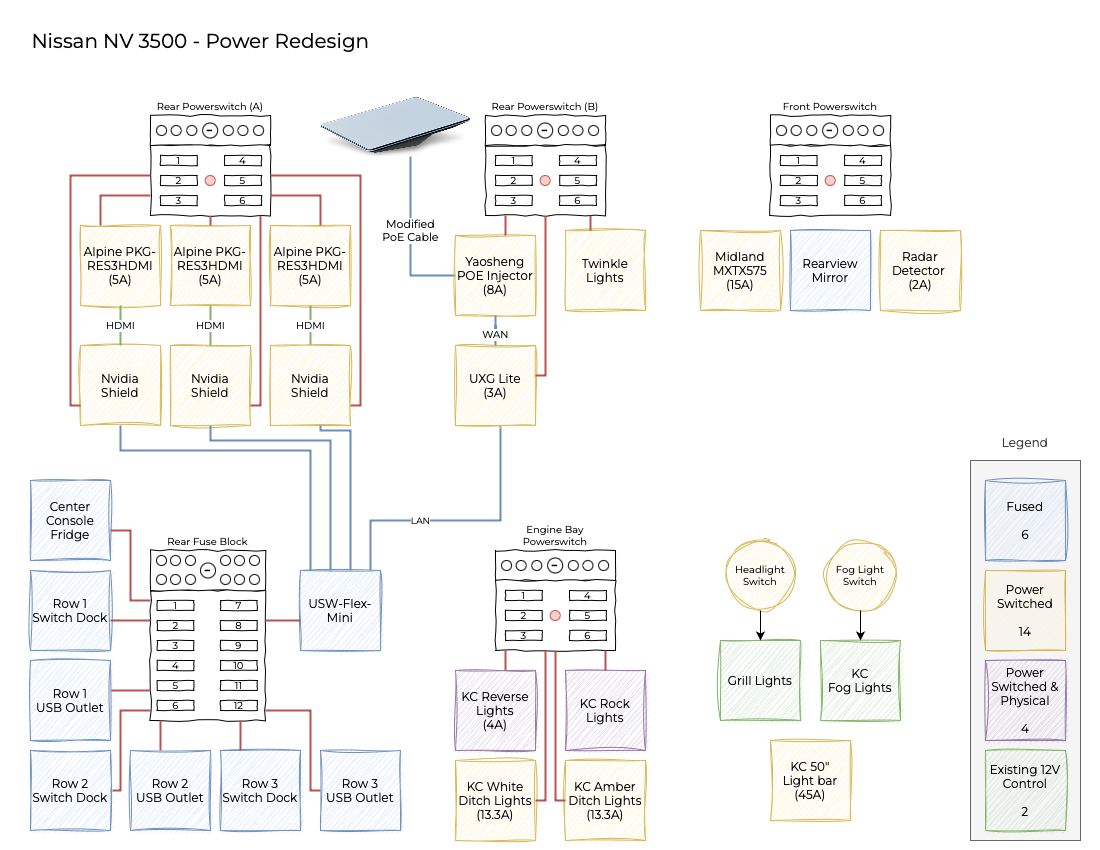 Nissan NV 3500 - Power Redesign
Rear Powerswitch (A)
Rear Powerswitch (B)
Front Powerswitch
1
4
2
5
3
6
1
4
2
5
3
6
1
4
2
5
3
6
Modified
PoE Cable
Alpine PKG-
RES3HDMI
(5A)
Alpine PKG-
RES3HDMI
(5A)
Alpine PKG-
RES3HDMI
(5A)
Yaosheng
POE Injector
(8A)
Twinkle
Lights
Midland
MXTX575
(15A)
Rearview
Mirror
Radar
Detector
(2A)
HDMI
HDMI
HDMI
WAN
Nvidia
Shield
Nvidia
Shield
Nvidia
Shield
UXG Lite
(3A)
LAN
Center
Console
Fridge
Row 1
Switch Dock
Row 1
USB Outlet
Row 2
Switch Dock
Row 2
USB Outlet
Row 3
Switch Dock
Row 3
USB Outlet
Rear Fuse Block
1
7
2
8
3
9
4
10
5
11
6
12
USW-Flex-
Mini
Engine Bay
Powerswitch
1
4
2
5
3
6
KC Reverse
Lights
(4A)
KC Rock
Lights
KC White
Ditch Lights
(13.3A)
KC Amber
Ditch Lights
(13.3A)
Headlight
Switch
Fog Light
Switch
Grill Lights
KC
Fog Lights
KC 50"
Light bar
(45A)
Legend
Fused
6
Power
Switched
14
Power
Switched &
Physical
4
Existing 12V
Control
2